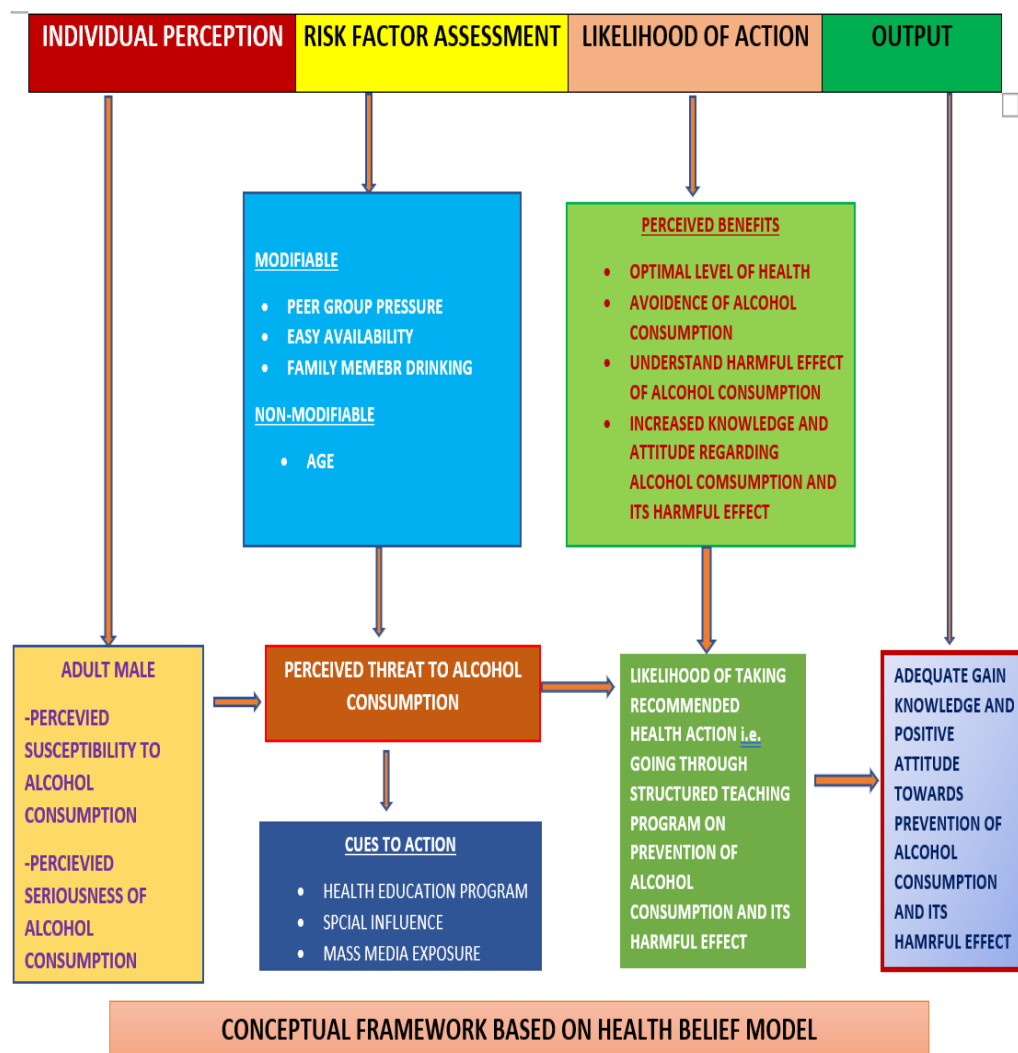 INDIVIDUAL PERCEPTION
RISK FACTOR ASSESSMENT
LIKELIHOOD OF ACTION
OUTPUT
MODIFIABLE
• PEER GROUP PRESSURE
• EASY AVAILABILITY
• FAMILY MEMEBR DRINKING
NON-MODIFIABLE
• AGE
PERCEIVED BENEFITS
• OPTIMAL LEVEL OF HEALTH
• AVOIDENCE OF ALCOHOL
CONSUMPTION
• UNDERSTAND HARMFUL EFFECT
OF ALCOHOL CONSUMPTION
• INCREASED KNOWLEDGE AND
ATTITUDE REGARDING
ALCOHOL COMSUMPTION AND
ITS HARMFUL EFFECT
ADULT MALE
-PERCEVIED
SUSCEPTIBILITY TO
ALCOHOL
CONSUMPTION
-PERCIEVIED
SERIOUSNESS OF
ALCOHOL
CONSUMPTION
PERCEIVED THREAT TO ALCOHOL
CONSUMPTION
CUES TO ACTION
• HEALTH EDUCATION PROGRAM
• SPCIAL INFLUENCE
• MASS MEDIA EXPOSURE
LIKELIHOOD OF TAKING
RECOMMENDED
HEALTH ACTION i.e.
GOING THROUGH
STRUCTURED TEACHING
PROGRAM ON
PREVENTION OF
ALCOHOL
CONSUMPTION AND ITS
HARMFUL EFFECT
ADEQUATE GAIN
KNOWLEDGE AND
POSITIVE
ATTITUDE
TOWARDS
PREVENTION OF
ALCOHOL
CONSUMPTION
AND ITS
HAMRFUL EFFECT
CONCEPTUAL FRAMEWORK BASED ON HEALTH BELIEF MODEL